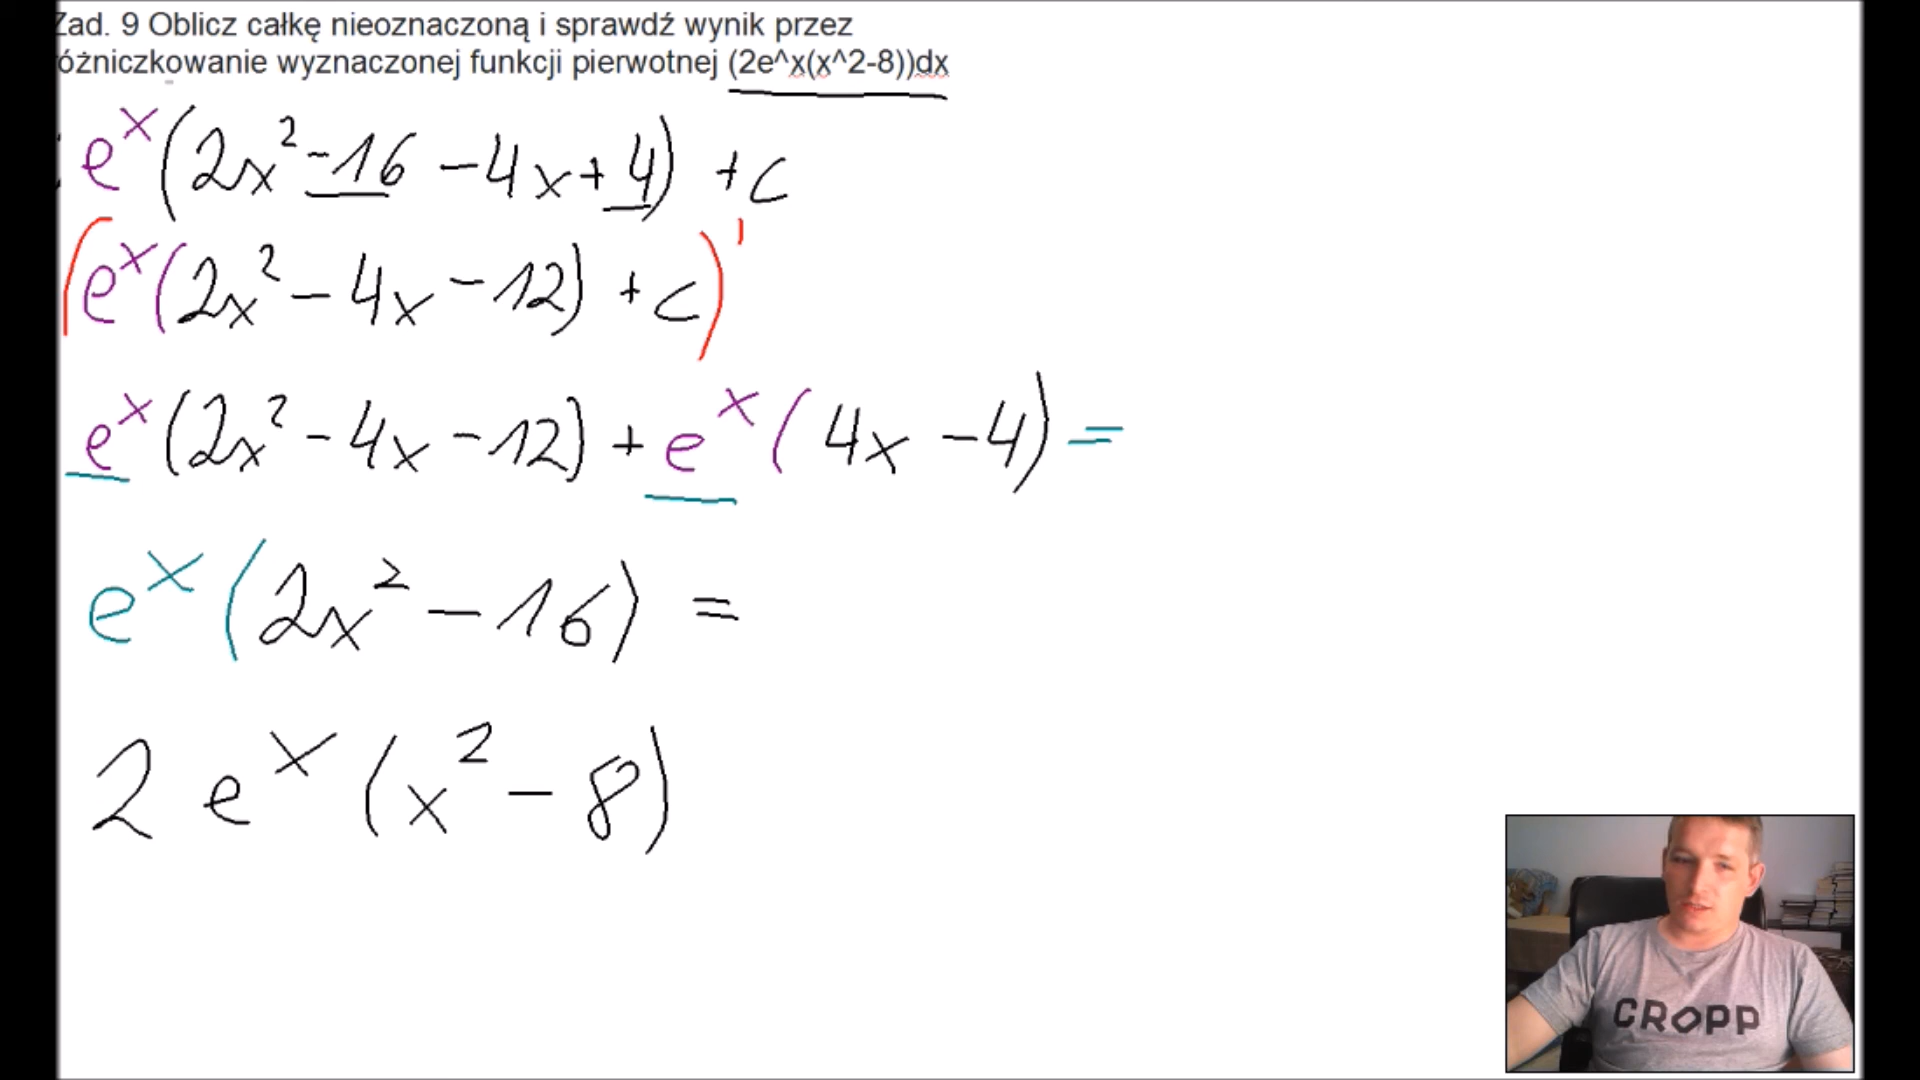 Zad. 9 Oblicz całkę nieoznaczoną i sprawdź wynik przez
óżniczkowanie wyznaczonej funkcji pierwotnej (2e^x(x^2-8))dx
e^x (2x^2 -16 -4x + 4) + c
(e^x (2x^2 - 4x - 12) + c)'
e^x (2x^2 - 4x - 12) + e^x (4x - 4) =
e^x (2x^2 - 16) =
2 e^x (x^2 - 8)
CROPP